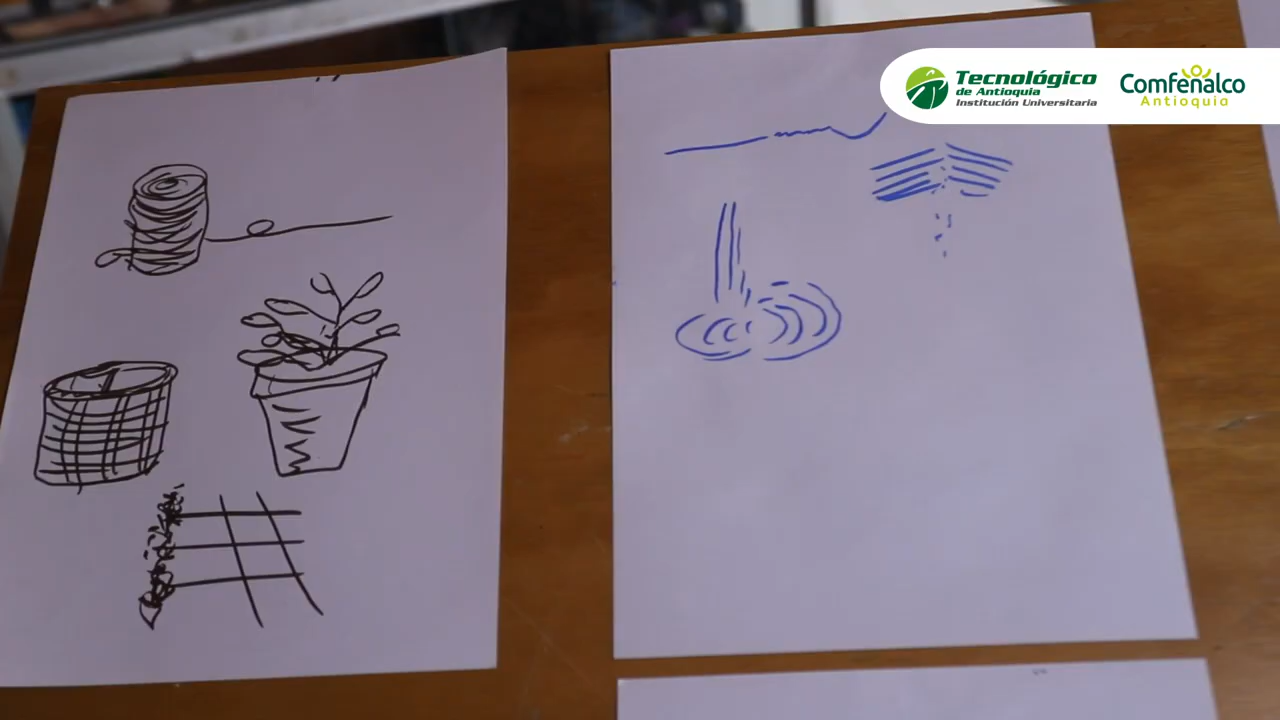 Tecnológico
de Antioquia
Institución Universitaria
Comfenalco
Antioquia